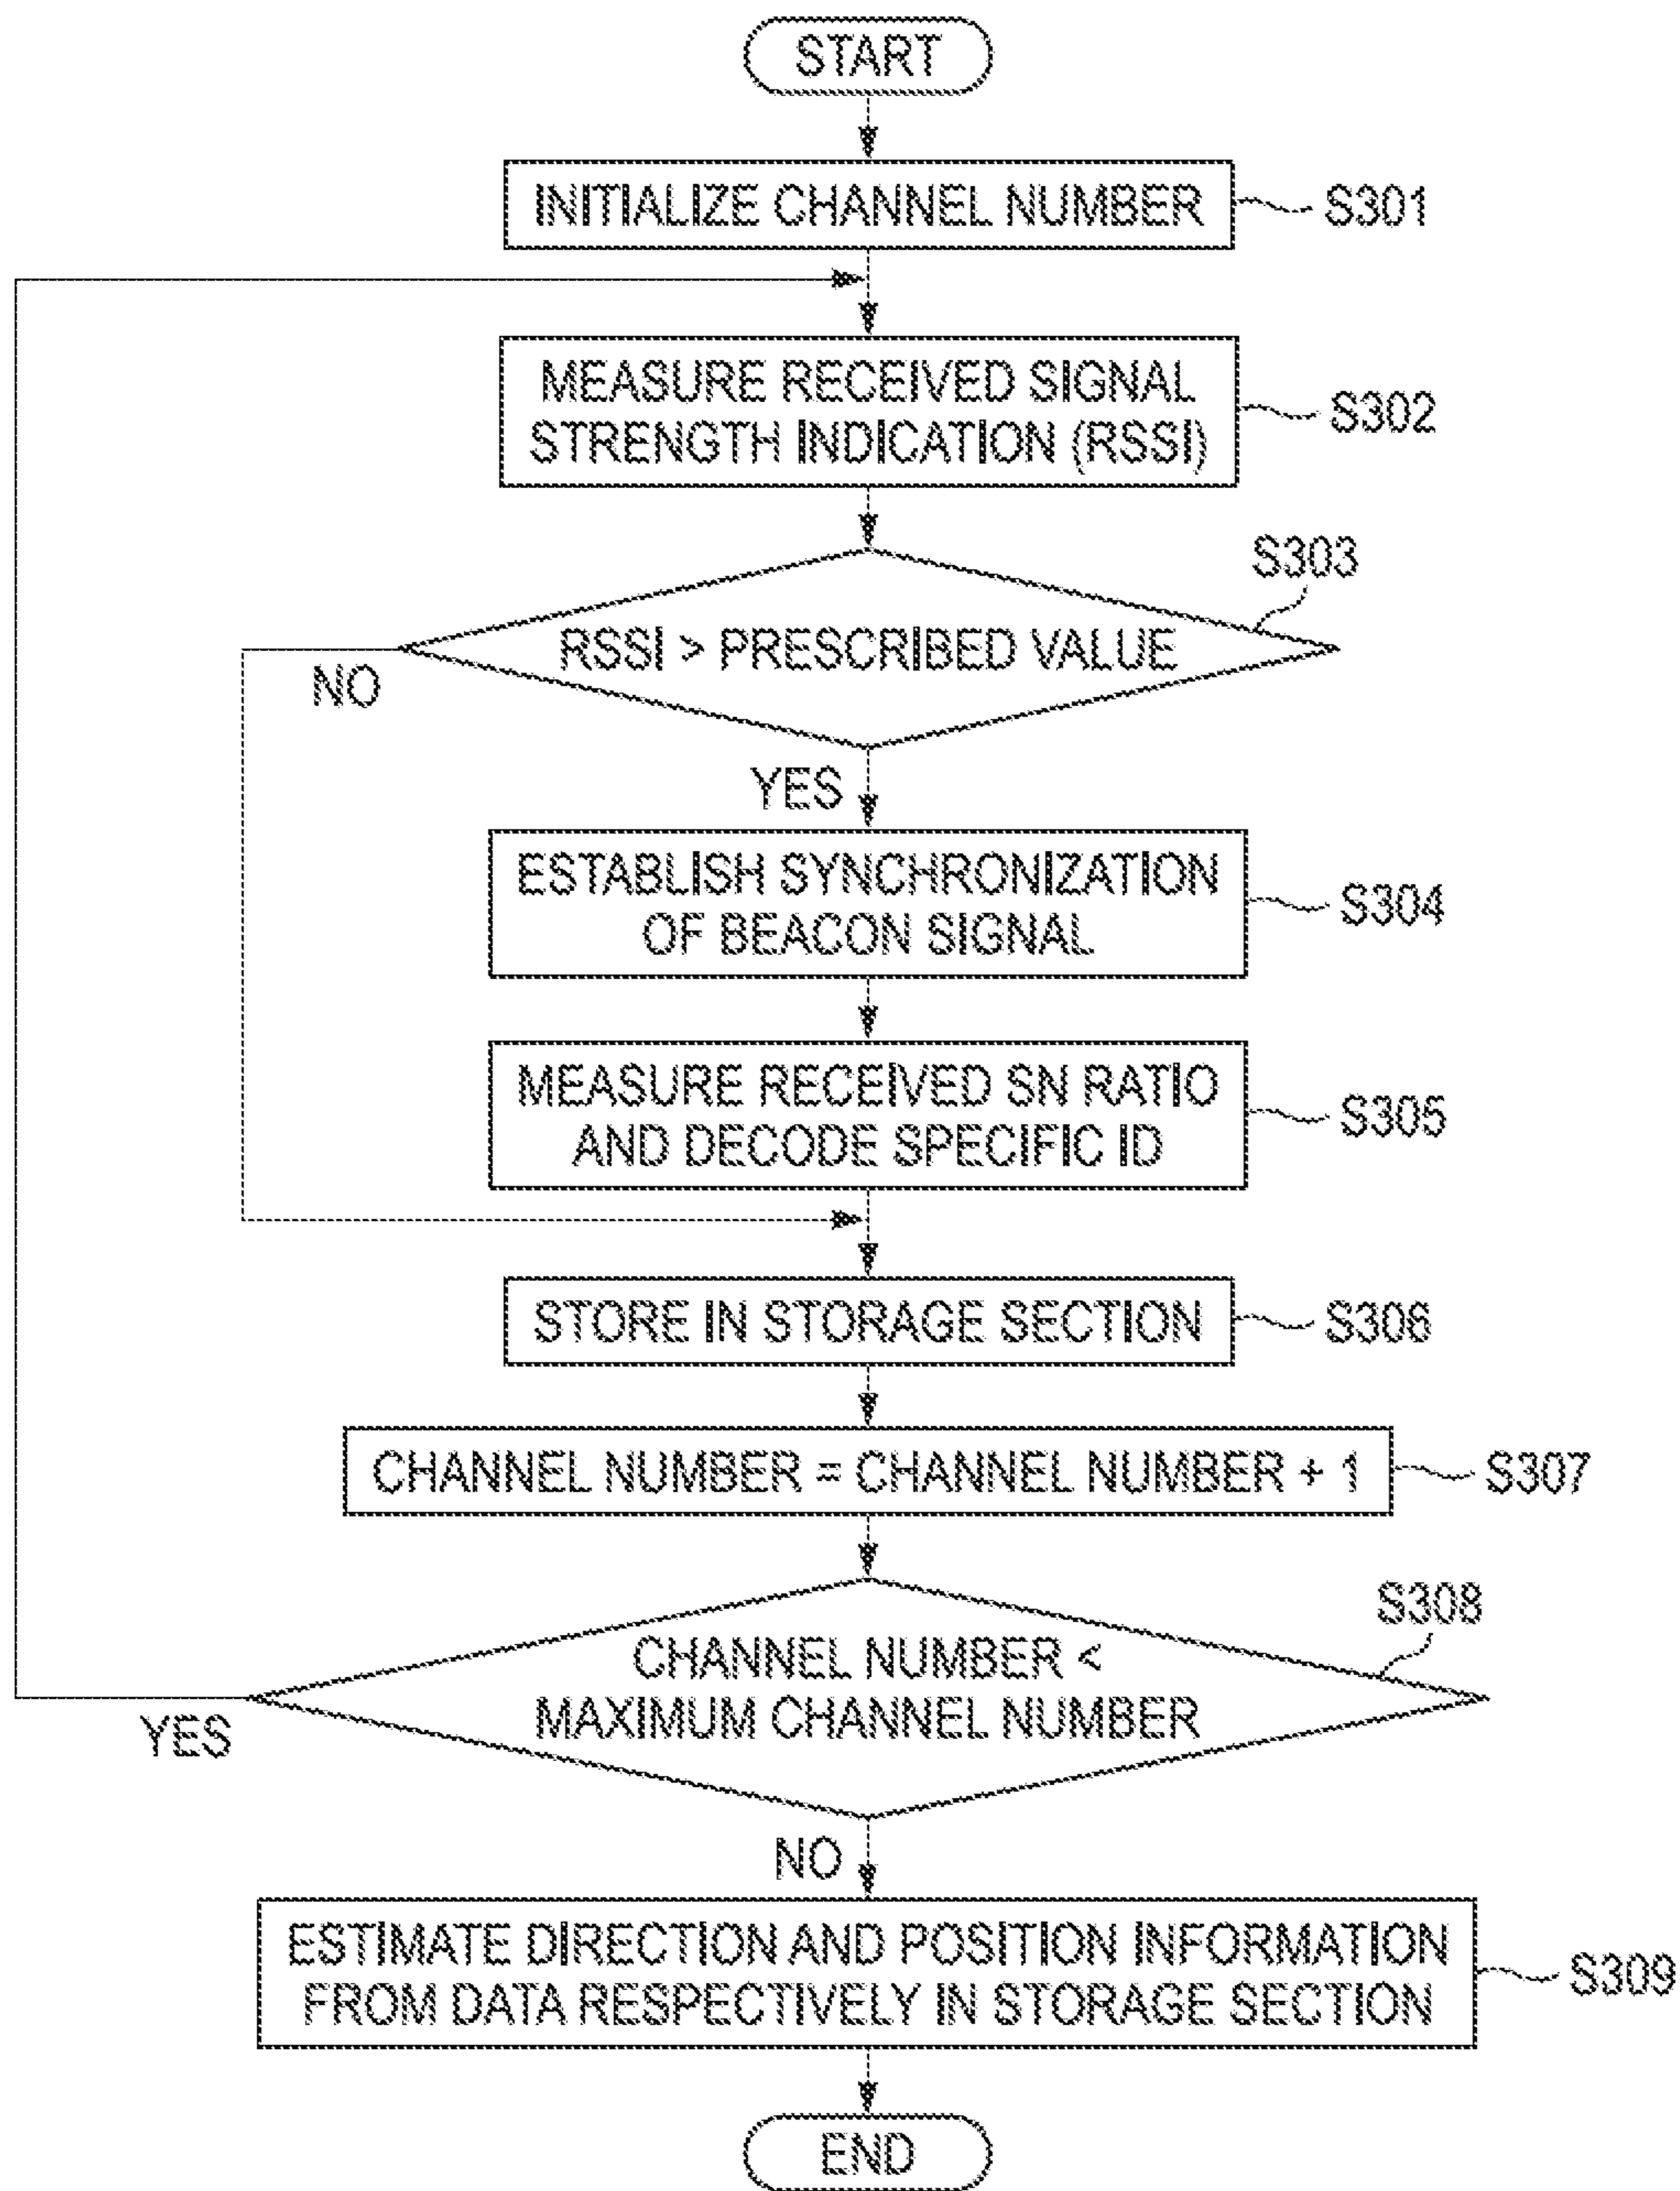 START
INITIALIZE CHANNEL NUMBER
S301
MEASURE RECEIVED SIGNAL
STRENGTH INDICATION (RSSI)
S302
S303
RSSI > PRESCRIBED VALUE
NO
YES
ESTABLISH SYNCHRONIZATION
OF BEACON SIGNAL
S304
MEASURE RECEIVED SN RATIO
AND DECODE SPECIFIC ID
S305
STORE IN STORAGE SECTION
S306
CHANNEL NUMBER = CHANNEL NUMBER + 1
S307
S308
CHANNEL NUMBER <
MAXIMUM CHANNEL NUMBER
YES
NO
ESTIMATE DIRECTION AND POSITION INFORMATION
FROM DATA RESPECTIVELY IN STORAGE SECTION
S309
END